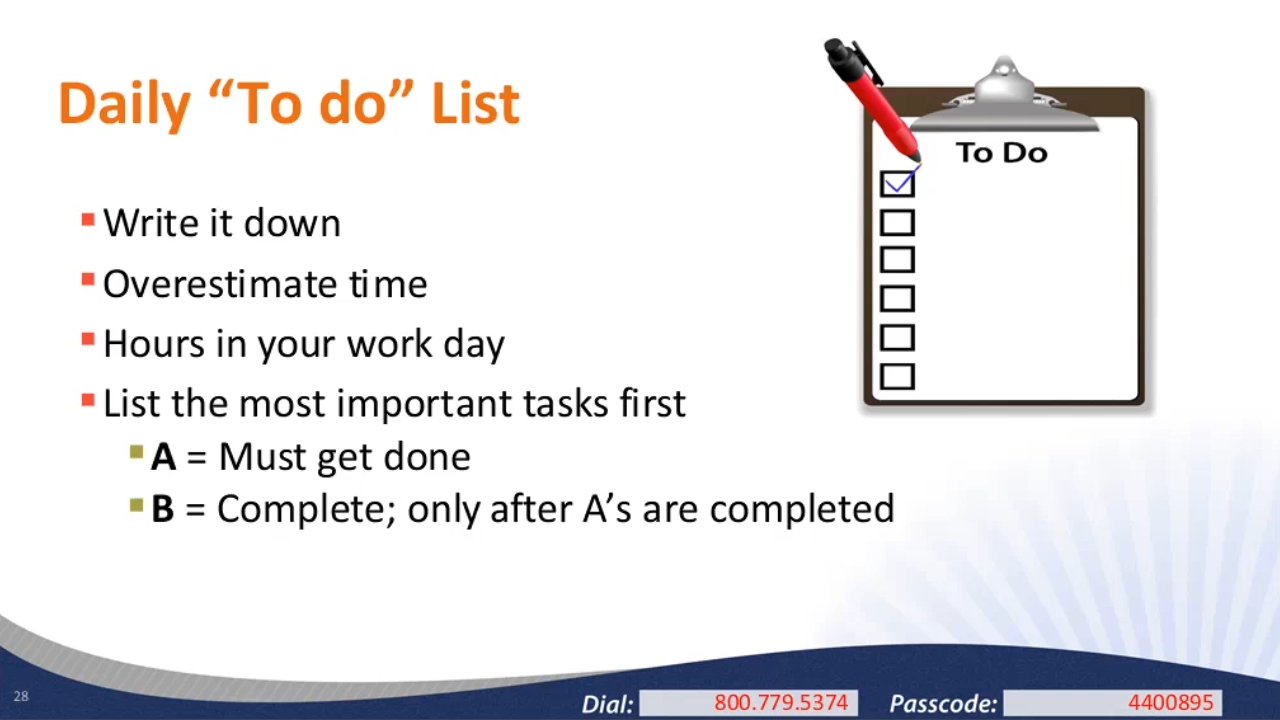 Daily “To do” List
To Do
Write it down
Overestimate time
Hours in your work day
List the most important tasks first
A = Must get done
B = Complete; only after A’s are completed
28
Dial: 800.779.5374 Passcode: 4400895